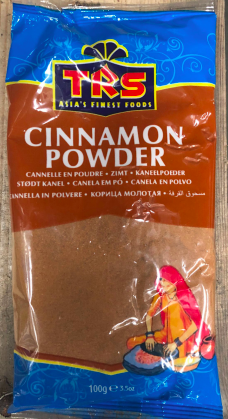 TRS
ASIA'S FINEST FOODS
CINNAMON
POWDER
CANNELLE EN POUDRE • ZIMT • KANEELPOEDER
STØDT KANEL • CANELA EM PÓ • CANELA EN POLVO
NNELLA IN POLVERE • КОРИЦА МОЛОТАЯ • مسحوق القرفة
100g e 3.5oz